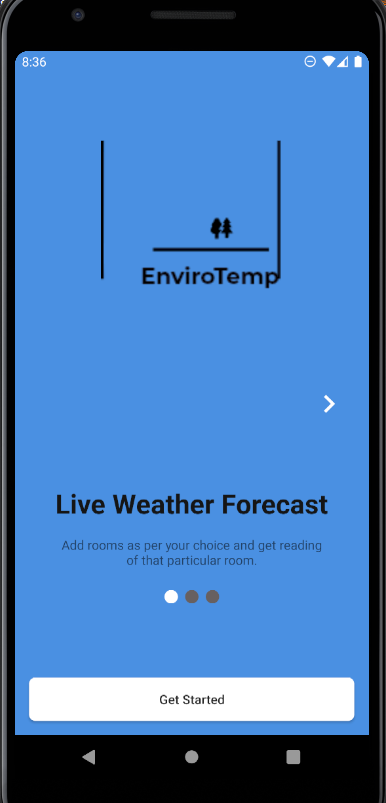 8:36
EnviroTemp
Live Weather Forecast
Add rooms as per your choice and get reading
of that particular room.
Get Started